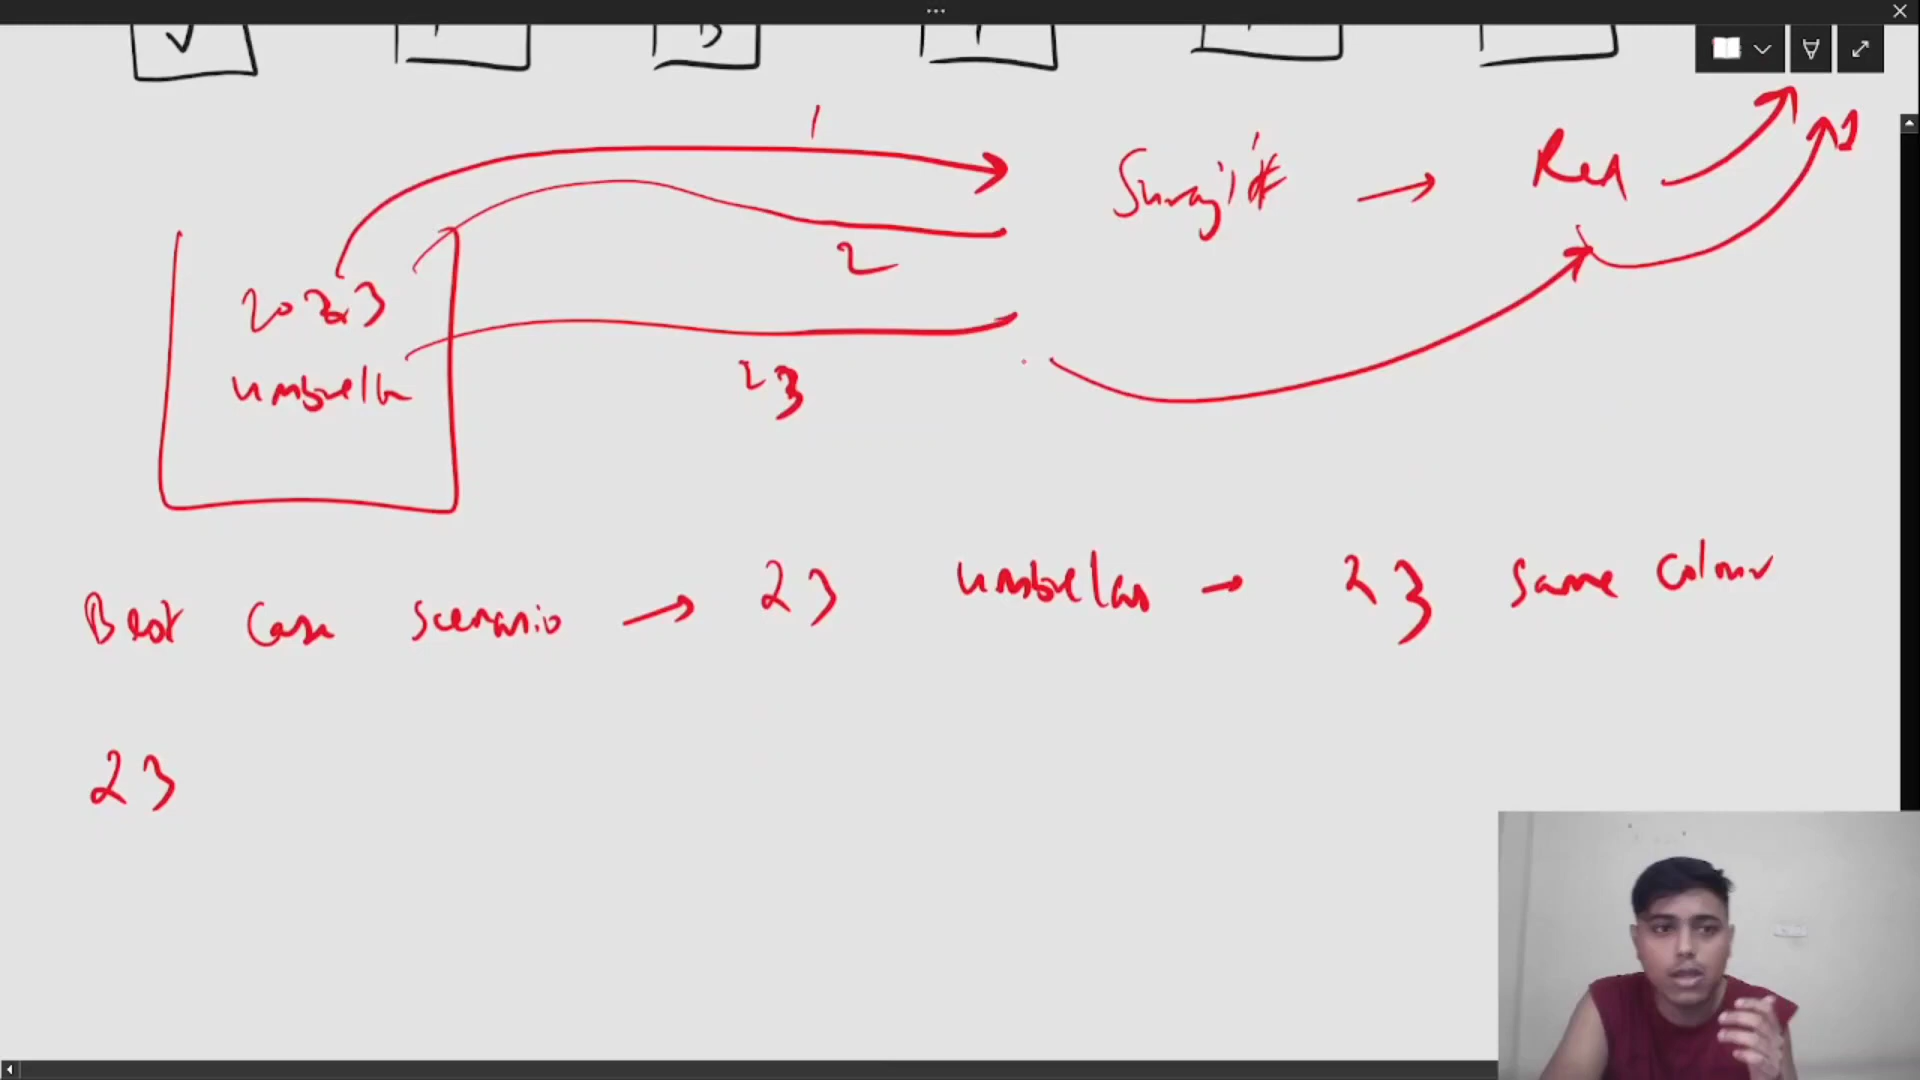 1
Surajit → Red
2
2023
umbrella
23
Best Case Scenario → 23 umbrellas → 23 Same Colour
23